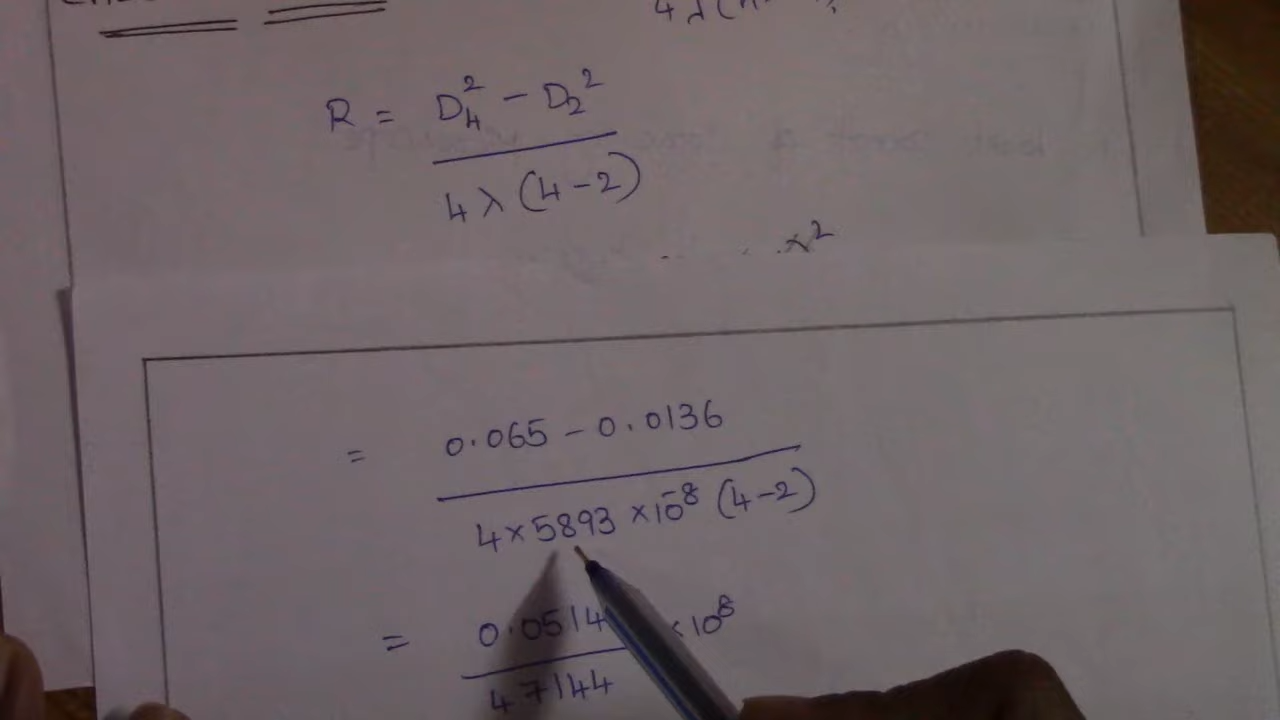 R = D₄² - D₂²
4λ(4-2)
= 0.065 - 0.0136
4×5893×10⁻⁸ (4-2)
= 0.0514 ×10⁸
47144